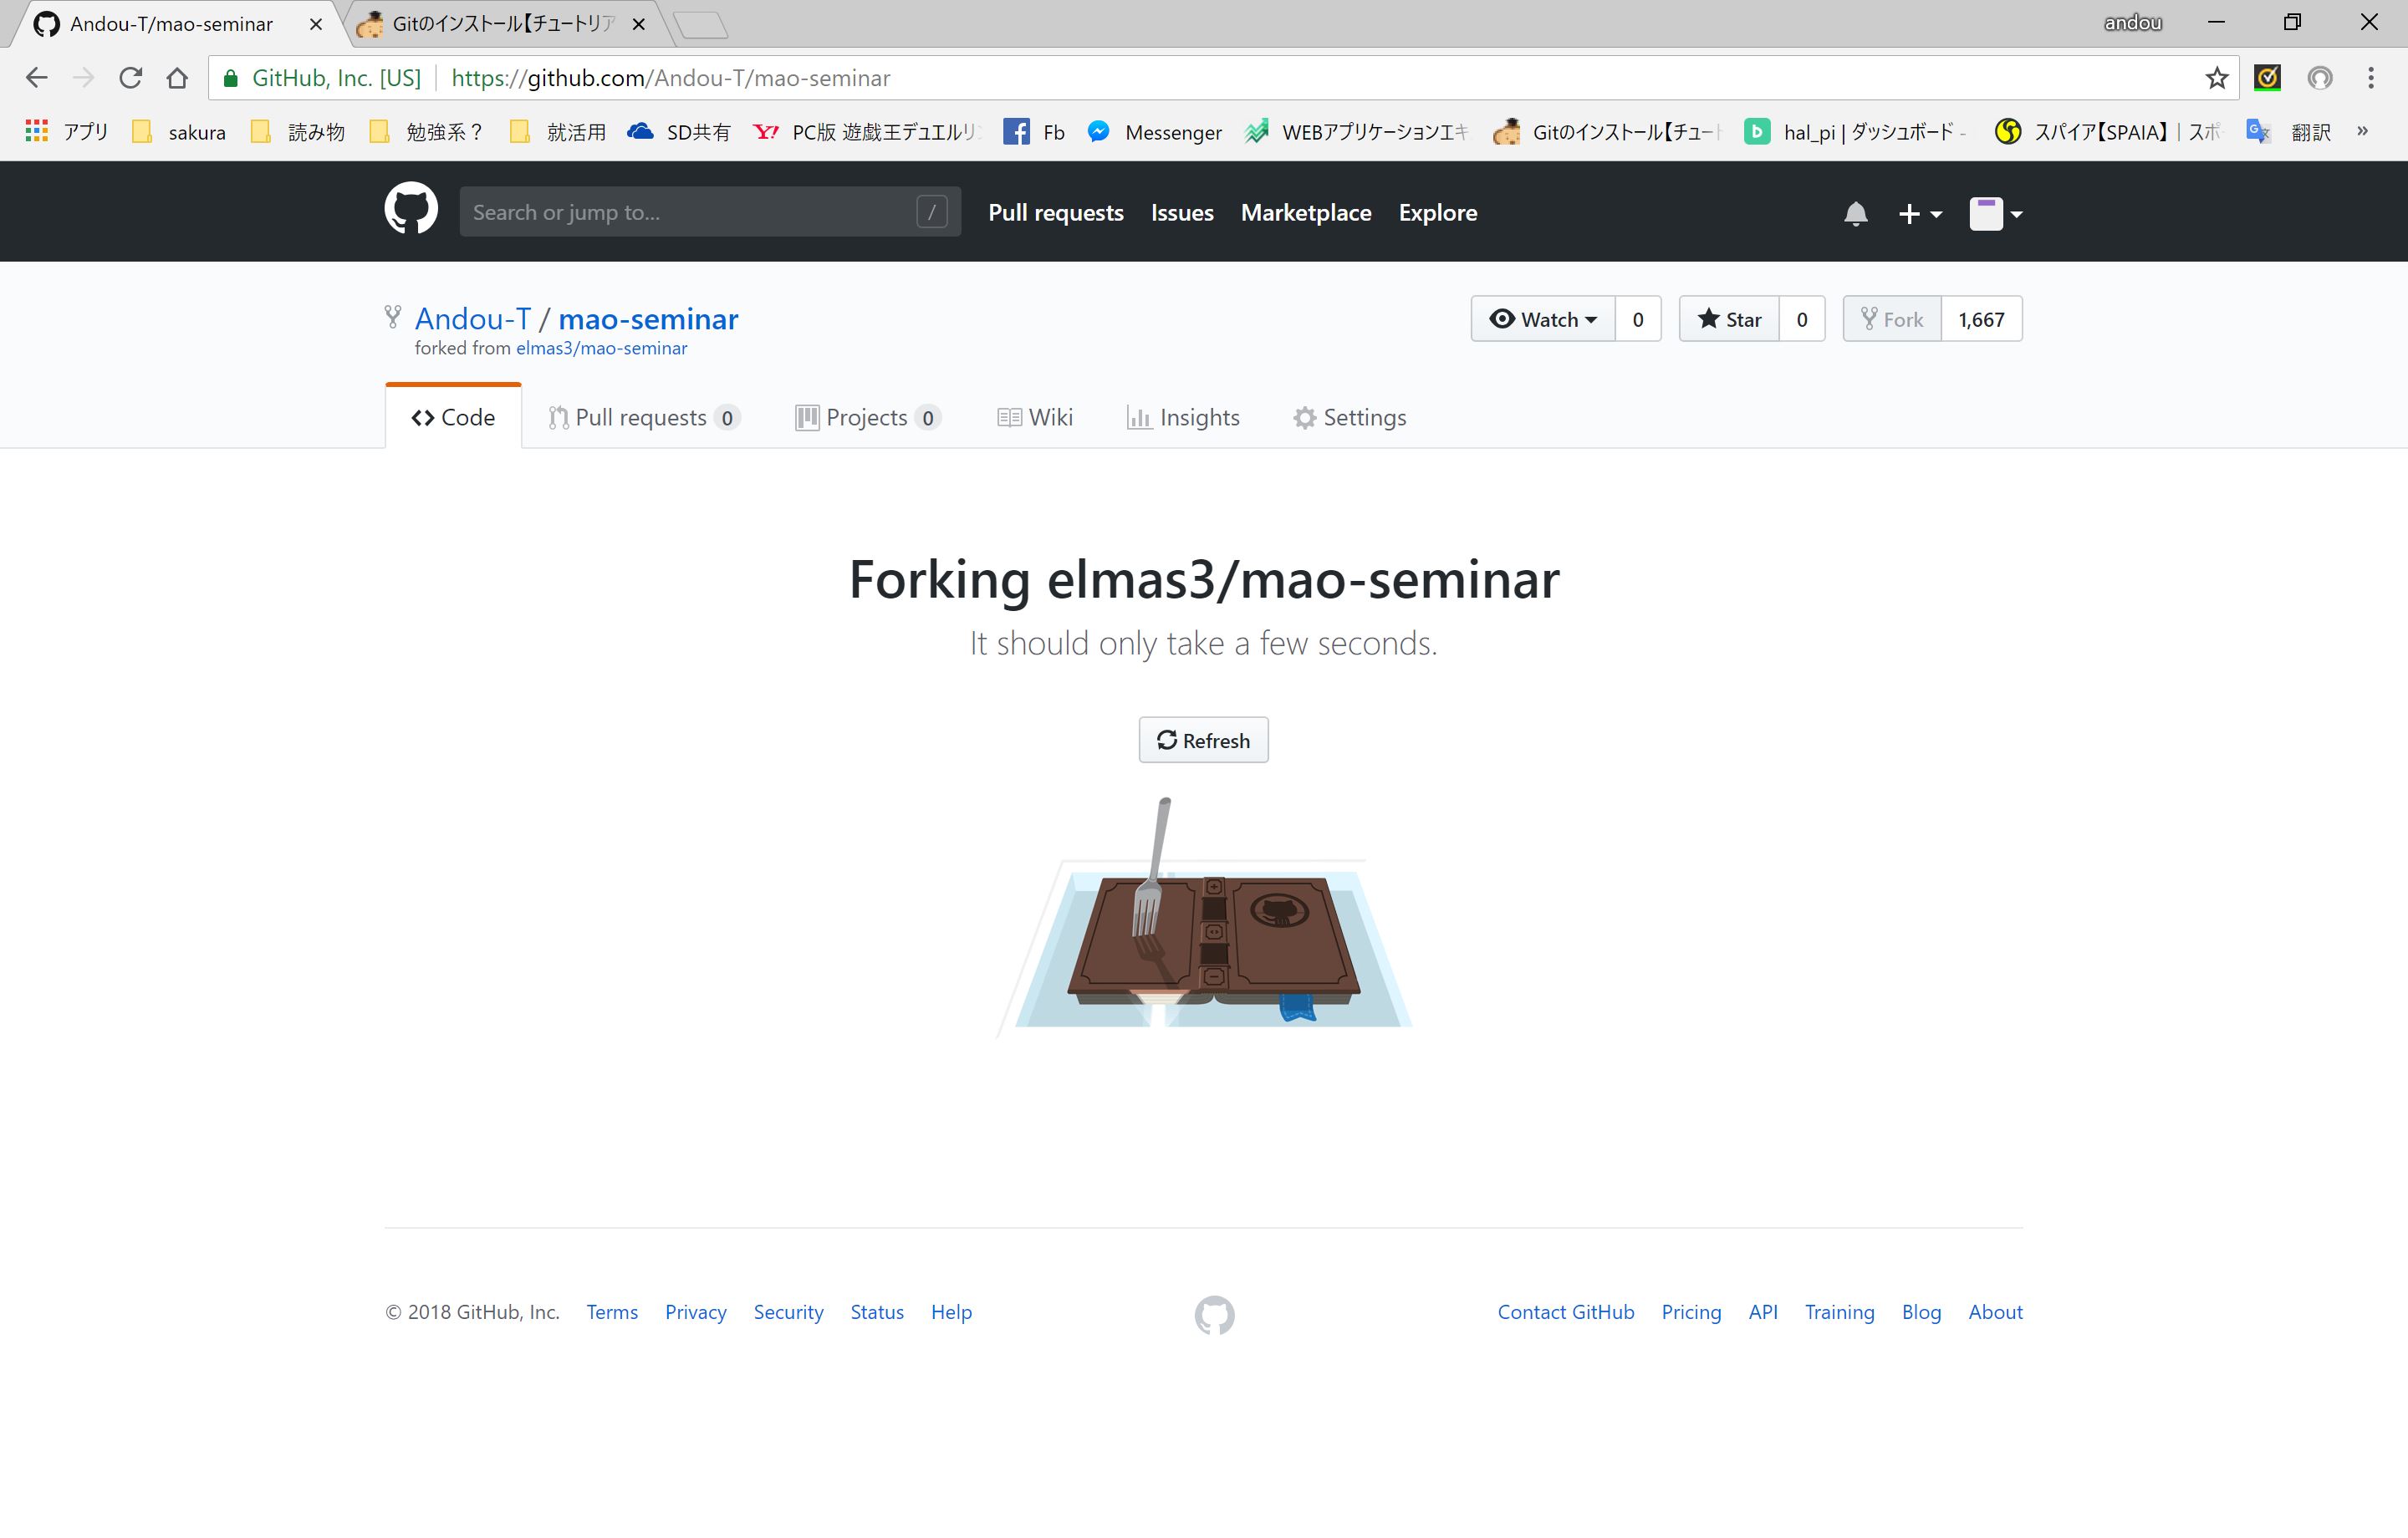 Andou-T/mao-seminar
Gitのインストール【チュートリア
andou
GitHub, Inc. [US]
https://github.com/Andou-T/mao-seminar
アプリ
sakura
読み物
勉強系？
就活用
SD共有
PC版 遊戯王デュエルリン
Fb
Messenger
WEBアプリケーションエキ
Gitのインストール【チュート
hal_pi | ダッシュボード -
スパイア【SPAIA】 | スポ
翻訳
»
Search or jump to...
/
Pull requests
Issues
Marketplace
Explore
Andou-T / mao-seminar
forked from elmas3/mao-seminar
Watch
0
Star
0
Fork
1,667
Code
Pull requests 0
Projects 0
Wiki
Insights
Settings
Forking elmas3/mao-seminar
It should only take a few seconds.
Refresh
© 2018 GitHub, Inc.
Terms
Privacy
Security
Status
Help
Contact GitHub
Pricing
API
Training
Blog
About